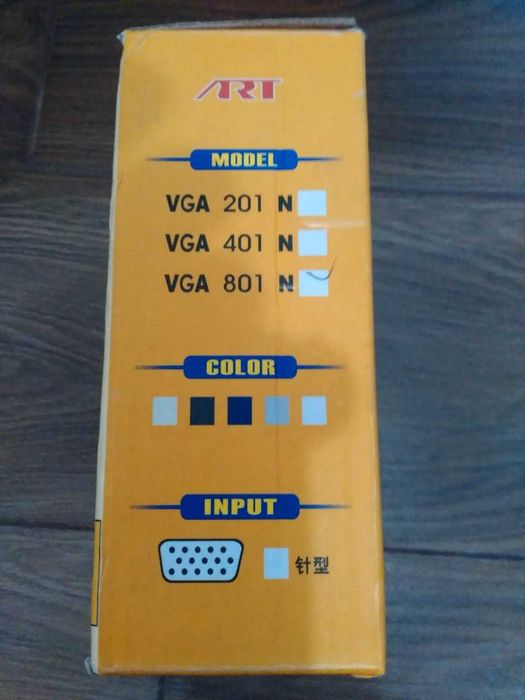 ART
MODEL
VGA 201 N
VGA 401 N
VGA 801 N
COLOR
INPUT
针型